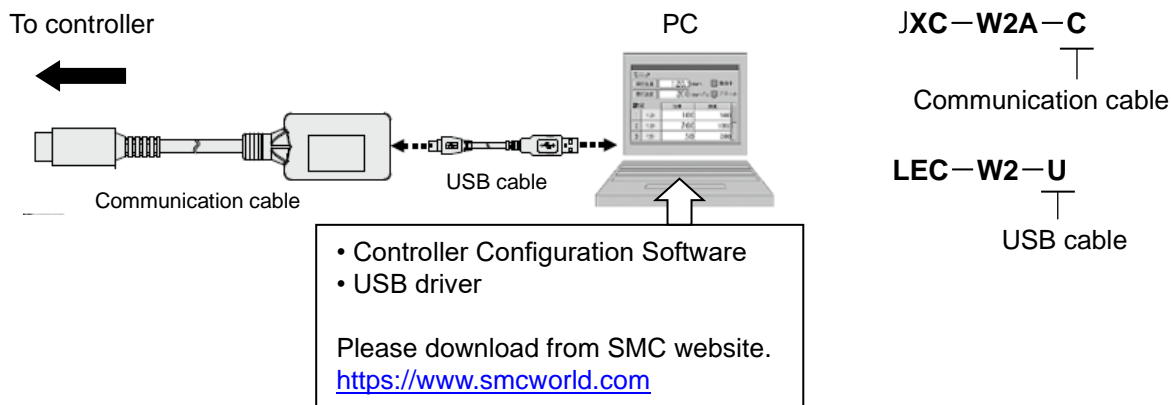 To controller
PC
JXC－W2A－C
Communication cable
LEC－W2－U
USB cable
Communication cable
USB cable
• Controller Configuration Software
• USB driver
Please download from SMC website.
https://www.smcworld.com